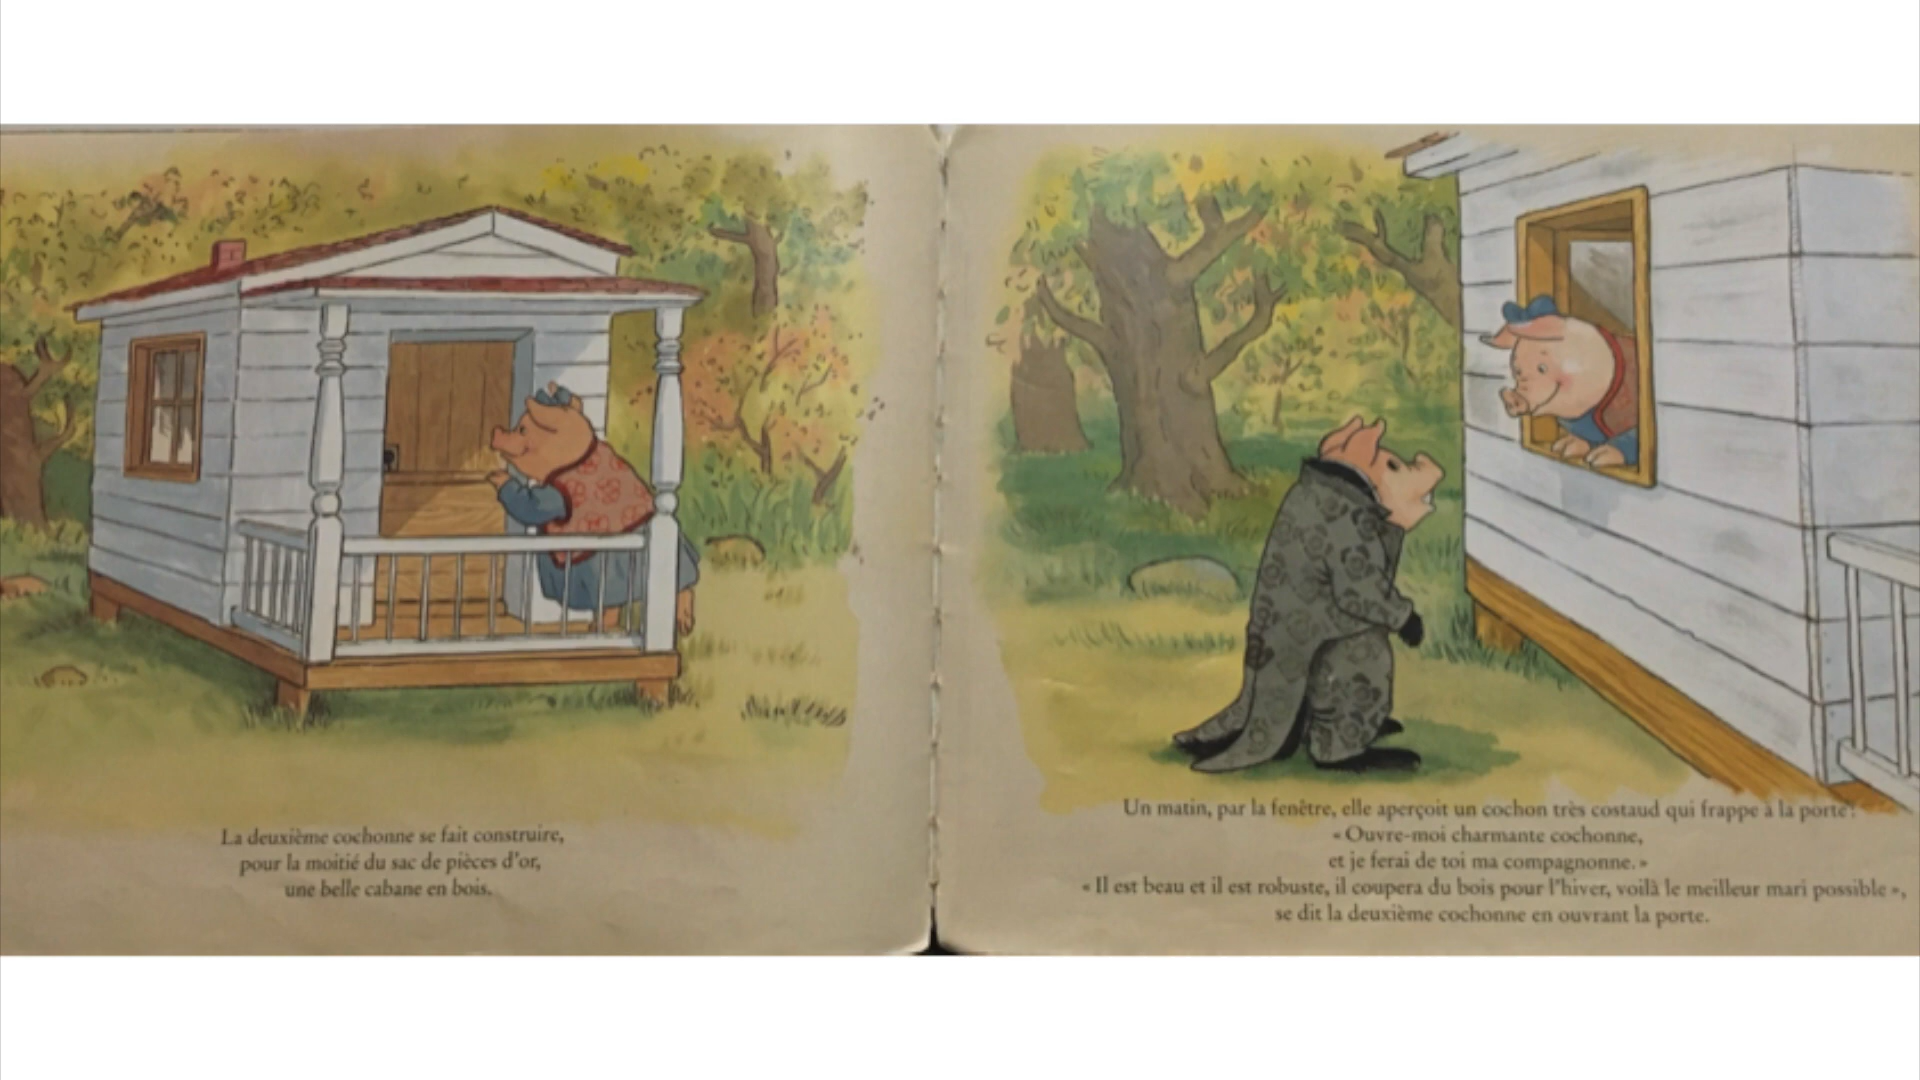 La deuxième cochonne se fait construire,
pour la moitié du sac de pièces d'or,
une belle cabane en bois.
Un matin, par la fenêtre, elle aperçoit un cochon très costaud qui frappe à la porte:
« Ouvre-moi charmante cochonne,
et je ferai de toi ma compagnonne. »
« Il est beau et il est robuste, il coupera du bois pour l'hiver, voilà le meilleur mari possible »,
se dit la deuxième cochonne en ouvrant la porte.